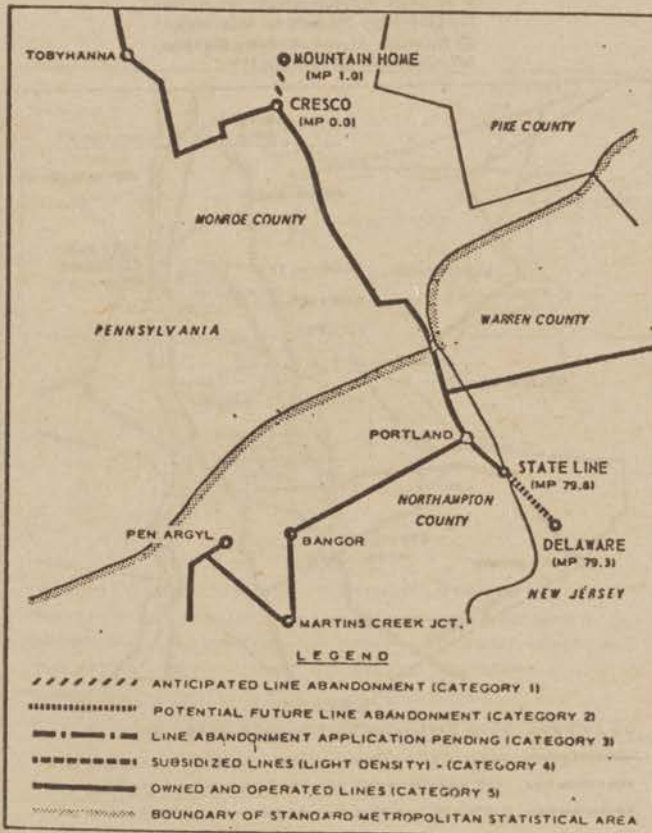 TOBYHANNA
MOUNTAIN HOME
(MP 1.0)
CRESCO
(MP 0.0)
PIKE COUNTY
MONROE COUNTY
PENNSYLVANIA
WARREN COUNTY
PORTLAND
STATE LINE
(MP 79.8)
NORTHAMPTON
COUNTY
PEN ARGYL
BANGOR
DELAWARE
(MP 79.3)
NEW JERSEY
MARTINS CREEK JCT.
LEGEND
ANTICIPATED LINE ABANDONMENT (CATEGORY 1)
POTENTIAL FUTURE LINE ABANDONMENT (CATEGORY 2)
LINE ABANDONMENT APPLICATION PENDING (CATEGORY 3)
SUBSIDIZED LINES (LIGHT DENSITY) - (CATEGORY 4)
OWNED AND OPERATED LINES (CATEGORY 5)
BOUNDARY OF STANDARD METROPOLITAN STATISTICAL AREA